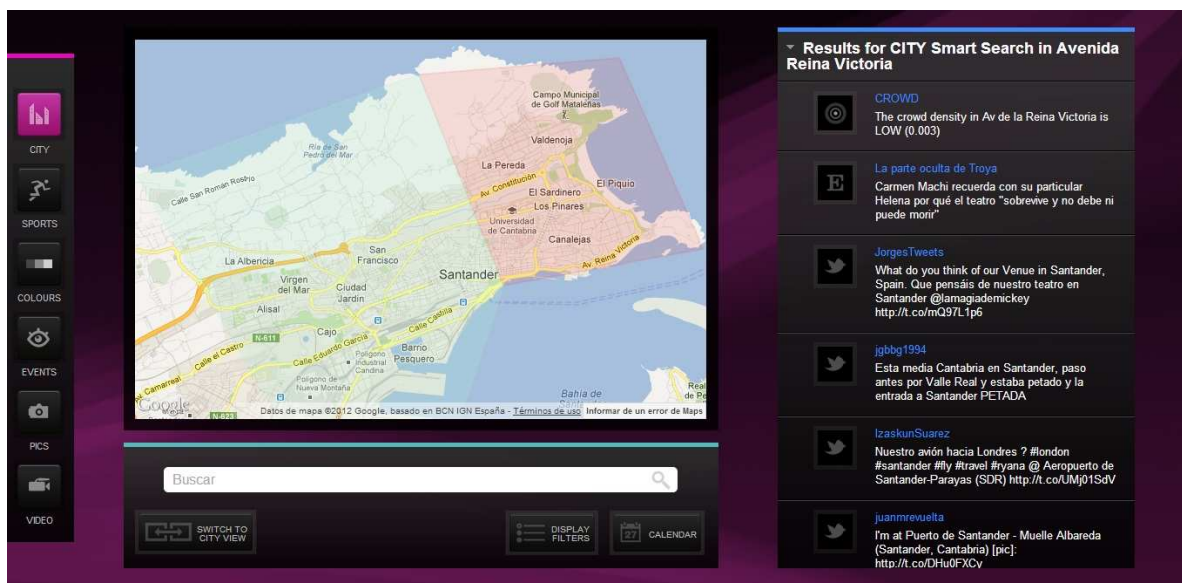 CITY
SPORTS
COLOURS
EVENTS
PICS
VIDEO
Campo Municipal
de Golf Mataleñas
Valdenoja
Ria de San
Pedro del Mar
La Pereda
Calle San Román Rostrío
Av. Constitución
El Sardinero
El Piquio
Los Pinares
Universidad
de Cantabria
Canalejas
Av. Reina Victoria
San
Francisco
La Albericia
Santander
Virgen
del Mar
Ciudad
Jardín
Alisal
Calle Castilla
N-611
Cajo
Calle el Castro
Calle Eduardo García
Barrio
Pesquero
Polígono
Industrial
Candina
Polígono de
Nueva Montaña
Camarreal
Bahía de
Real
de Pe
Google
N-623
Datos de mapa ©2012 Google, basado en BCN IGN España - Términos de uso Informar de un error de Maps
Buscar
SWITCH TO
CITY VIEW
DISPLAY
FILTERS
27
CALENDAR
Results for CITY Smart Search in Avenida
Reina Victoria
CROWD
The crowd density in Av de la Reina Victoria is
LOW (0.003)
E
La parte oculta de Troya
Carmen Machi recuerda con su particular
Helena por qué el teatro "sobrevive y no debe ni
puede morir"
JorgesTweets
What do you think of our Venue in Santander,
Spain. Que pensáis de nuestro teatro en
Santander @lamagiademickey
http://t.co/mQ97L1p6
jgbbg1994
Esta media Cantabria en Santander, paso
antes por Valle Real y estaba petado y la
entrada a Santander PETADA
IzaskunSuarez
Nuestro avión hacia Londres ? #london
#santander #fly #travel #ryana @ Aeropuerto de
Santander-Parayas (SDR) http://t.co/UMj01SdV
juanmrevuelta
I'm at Puerto de Santander - Muelle Albareda
(Santander, Cantabria) [pic]:
http://t.co/DHu0FXCy